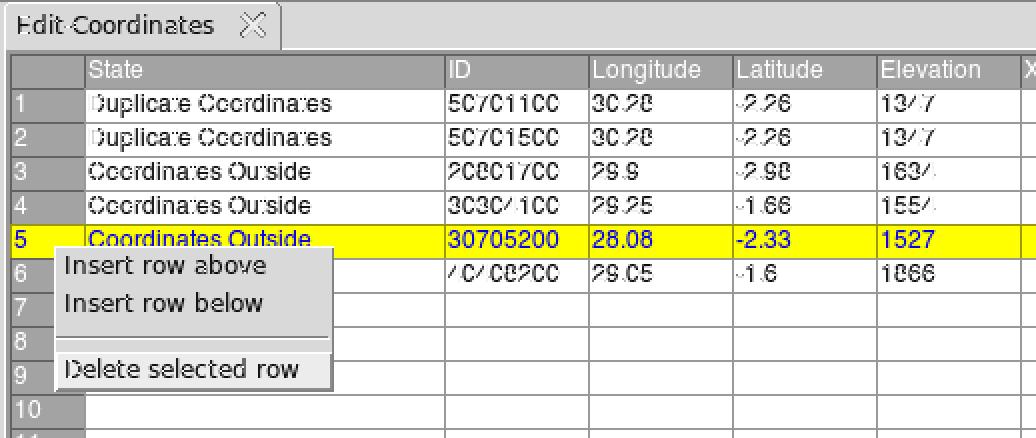 Edit Coordinates
State ID Longitude Latitude Elevation X
1 Duplicate Coordinates 50701100 30.28 -2.26 1347
2 Duplicate Coordinates 50701500 30.28 -2.26 1347
3 Coordinates Outside 20801700 29.9 -2.98 1634
4 Coordinates Outside 30304100 29.25 -1.66 1554
5 Coordinates Outside 30705200 28.08 -2.33 1527
6 40408200 29.05 -1.6 1866
7
8
9
10
Insert row above
Insert row below
Delete selected row